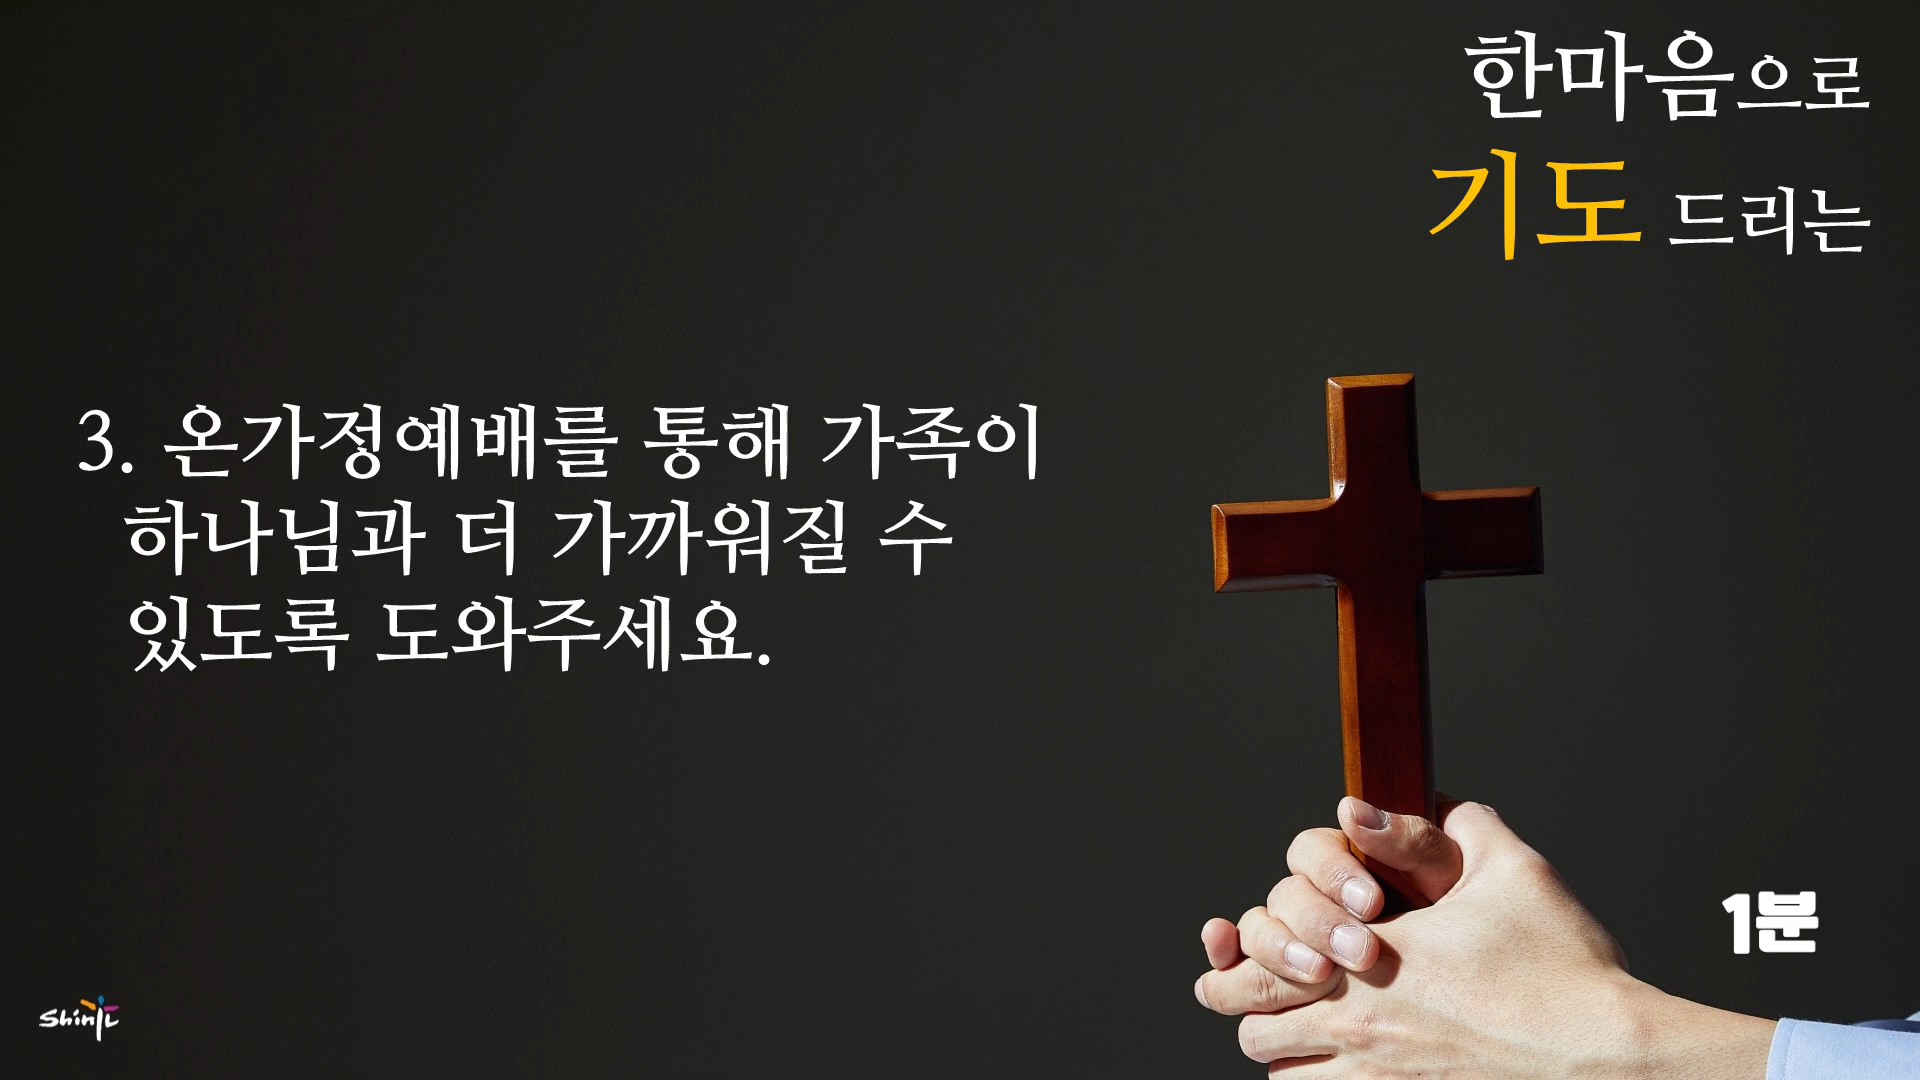 한마음으로
기도 드리는
3. 온가정예배를 통해 가족이
하나님과 더 가까워질 수
있도록 도와주세요.
1분
Shinil